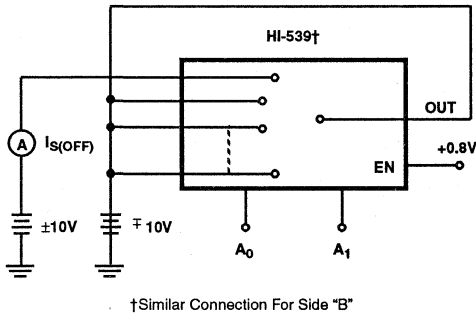 HI-539†
OUT
A
I_S(OFF)
+0.8V
EN
±10V
∓ 10V
A₀
A₁
†Similar Connection For Side "B"